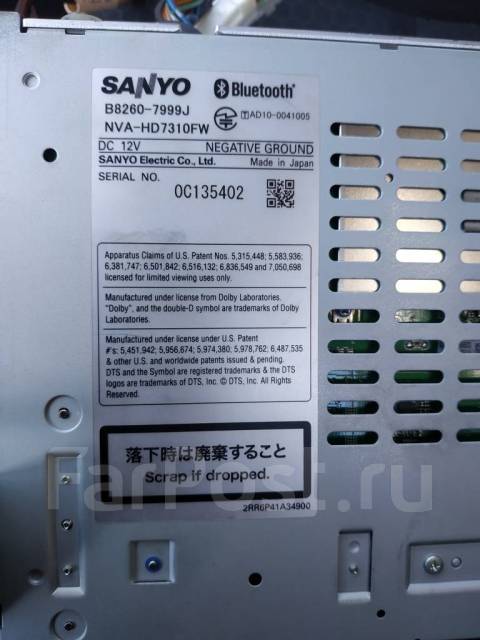 SANYO Bluetooth®
B8260-7999J
NVA-HD7310FW T AD10-0041005
DC 12V NEGATIVE GROUND
SANYO Electric Co., Ltd. Made in Japan
SERIAL NO.
0C135402
Apparatus Claims of U.S. Patent Nos. 5,315,448; 5,583,936;
6,381,747; 6,501,842; 6,516,132; 6,836,549 and 7,050,698
licensed for limited viewing uses only.
Manufactured under license from Dolby Laboratories.
"Dolby", and the double-D symbol are trademarks of Dolby
Laboratories.
Manufactured under license under U.S. Patent
#'s: 5,451,942; 5,956,674; 5,974,380; 5,978,762; 6,487,535
& other U.S. and worldwide patents issued & pending.
DTS and the Symbol are registered trademarks & the DTS
logos are trademarks of DTS, Inc. © DTS, Inc. All Rights
Reserved.
落下時は廃棄すること
Scrap if dropped.
2RR6P41A34900
FarPost.ru